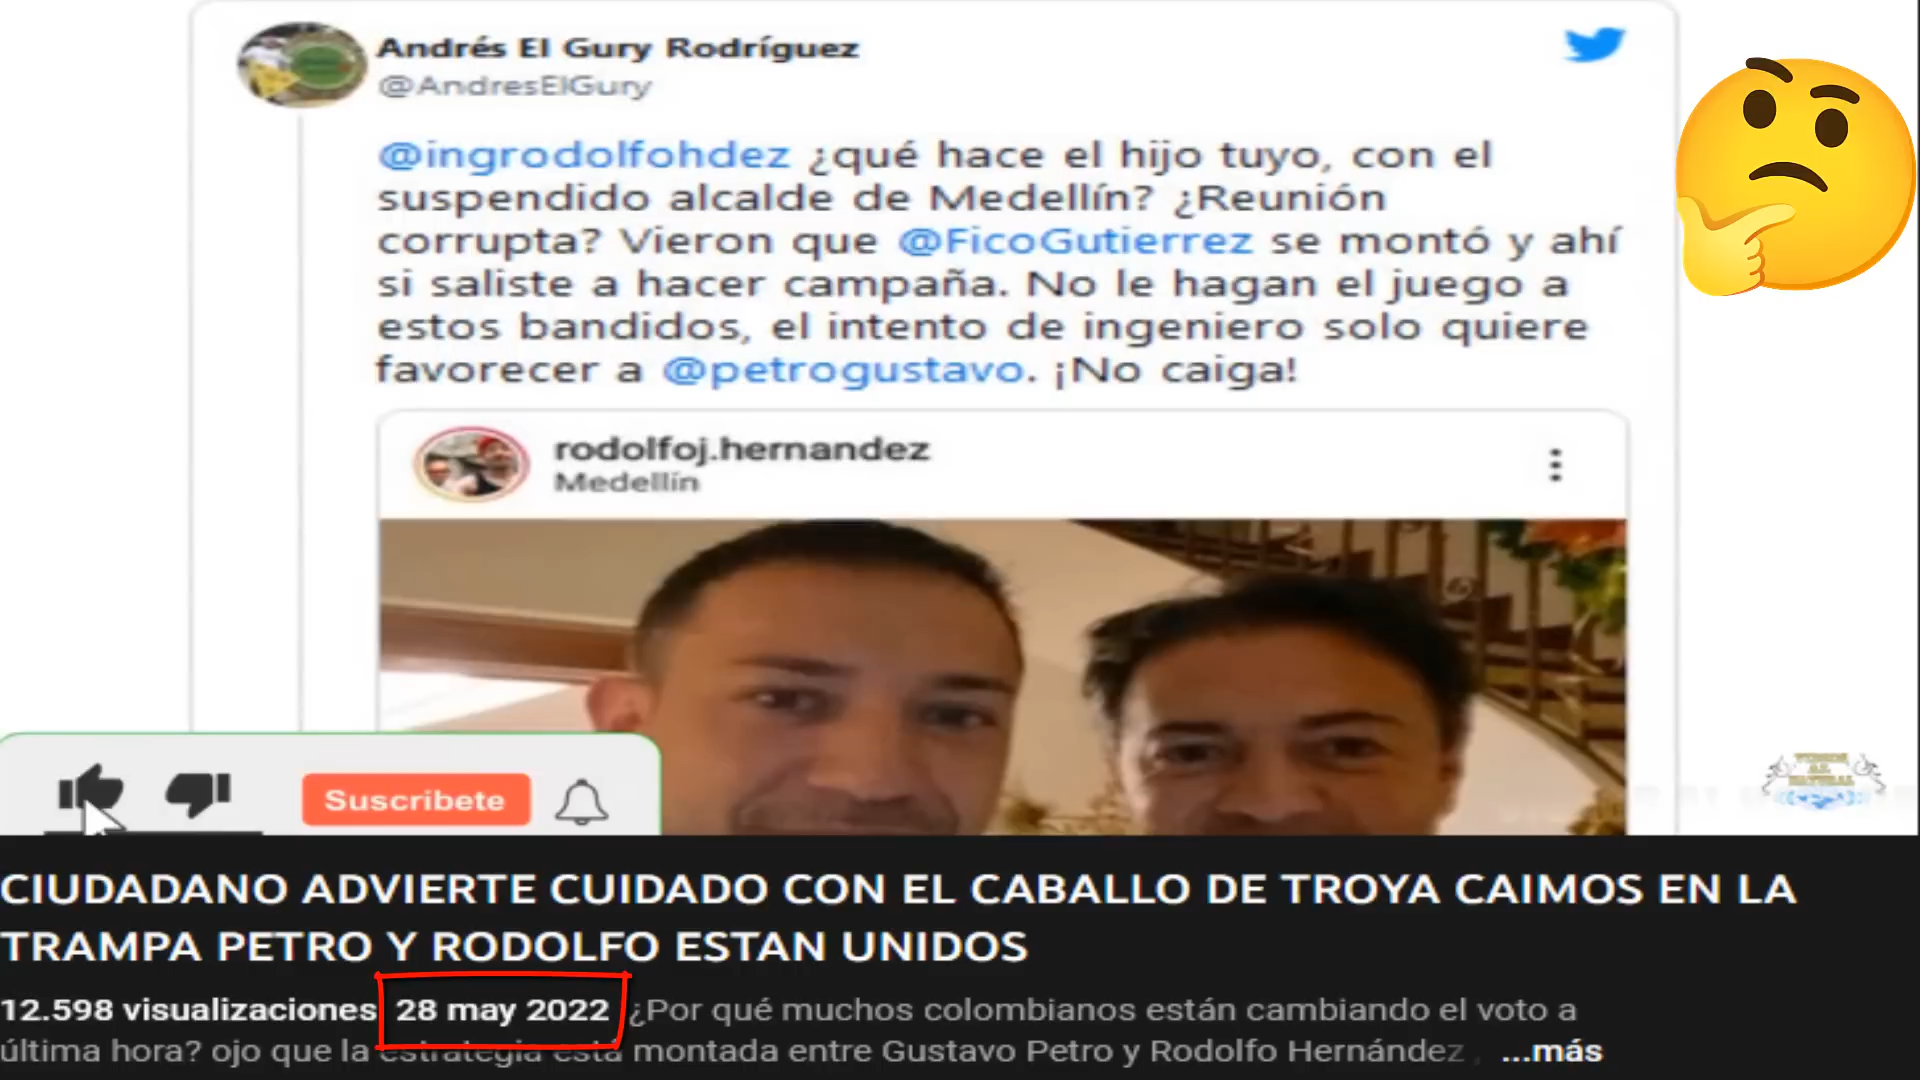 Andrés El Gury Rodríguez
@AndresElGury
@ingrodolfohdez ¿qué hace el hijo tuyo, con el
suspendido alcalde de Medellín? ¿Reunión
corrupta? Vieron que @FicoGutierrez se montó y ahí
si saliste a hacer campaña. No le hagan el juego a
estos bandidos, el intento de ingeniero solo quiere
favorecer a @petrogustavo. ¡No caiga!
rodolfoj.hernandez
Medellín
Suscribete
CIUDADANO ADVIERTE CUIDADO CON EL CABALLO DE TROYA CAIMOS EN LA
TRAMPA PETRO Y RODOLFO ESTAN UNIDOS
12.598 visualizaciones 28 may 2022 ¿Por qué muchos colombianos están cambiando el voto a
última hora? ojo que la estrategia está montada entre Gustavo Petro y Rodolfo Hernández , ...más